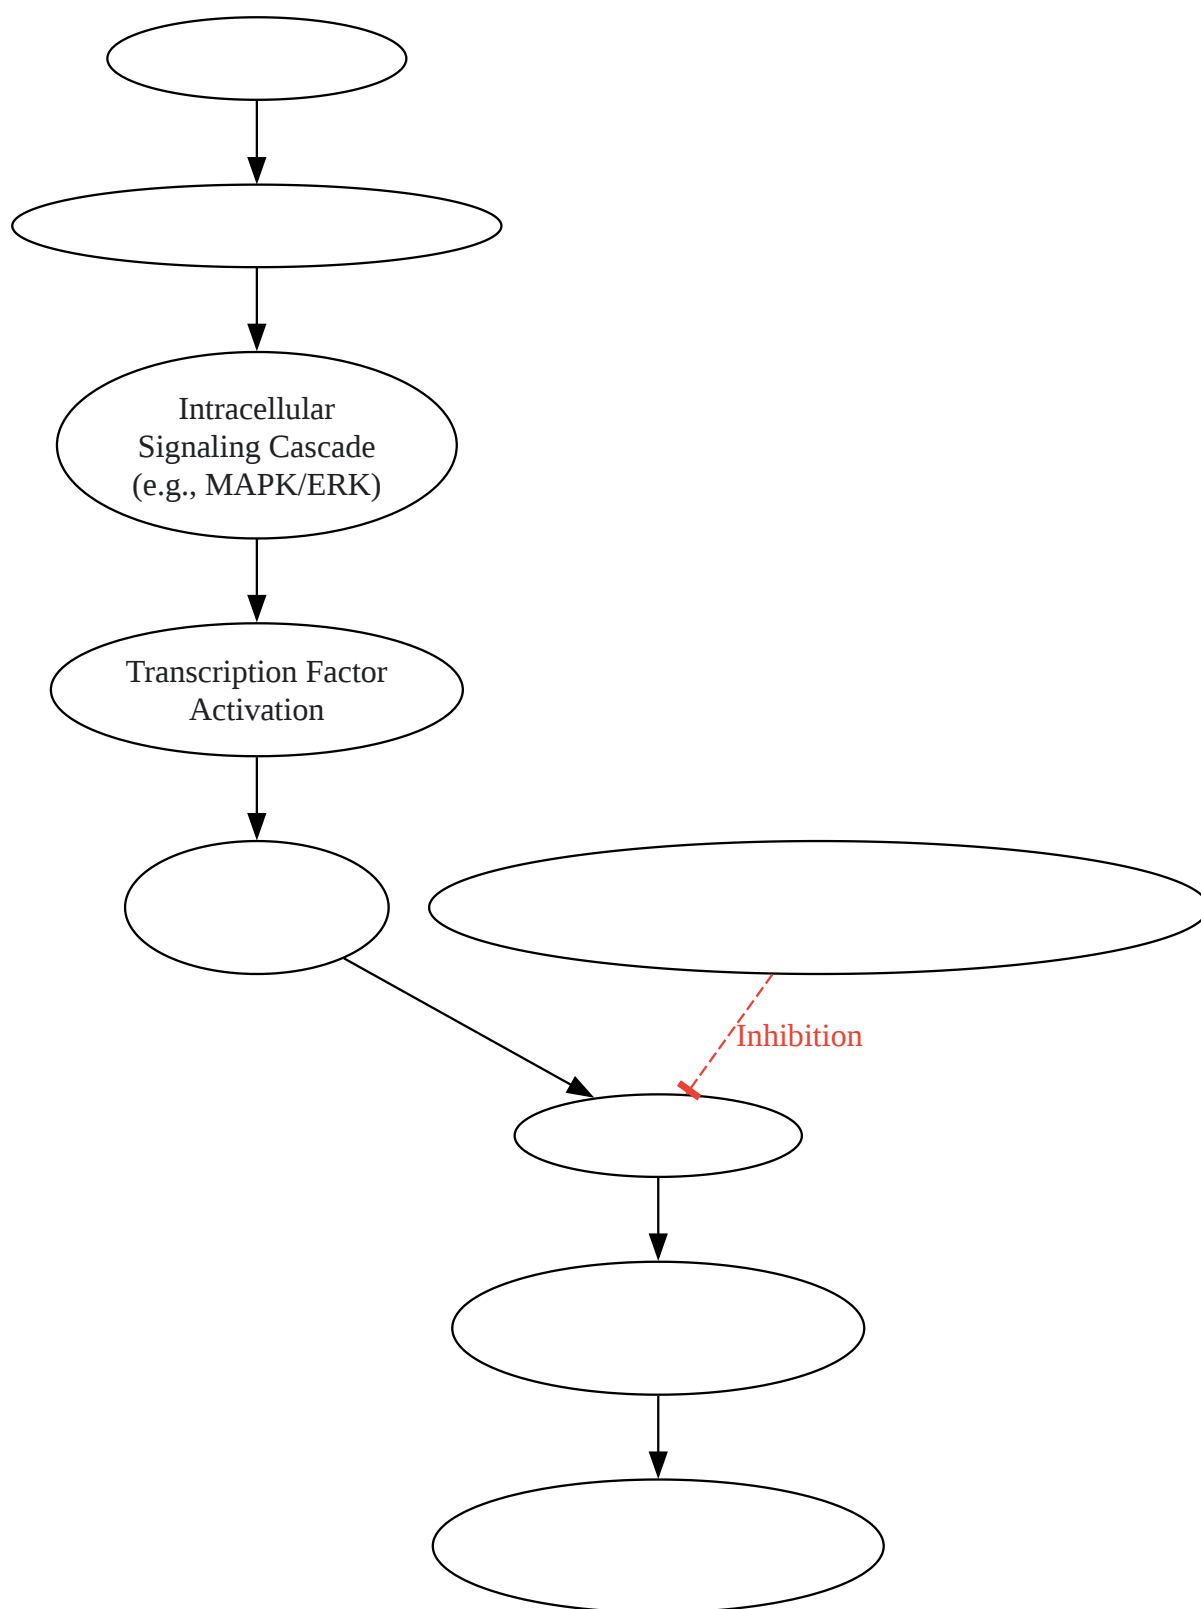 Intracellular
Signaling Cascade
(e.g., MAPK/ERK)
Transcription Factor
Activation
Inhibition